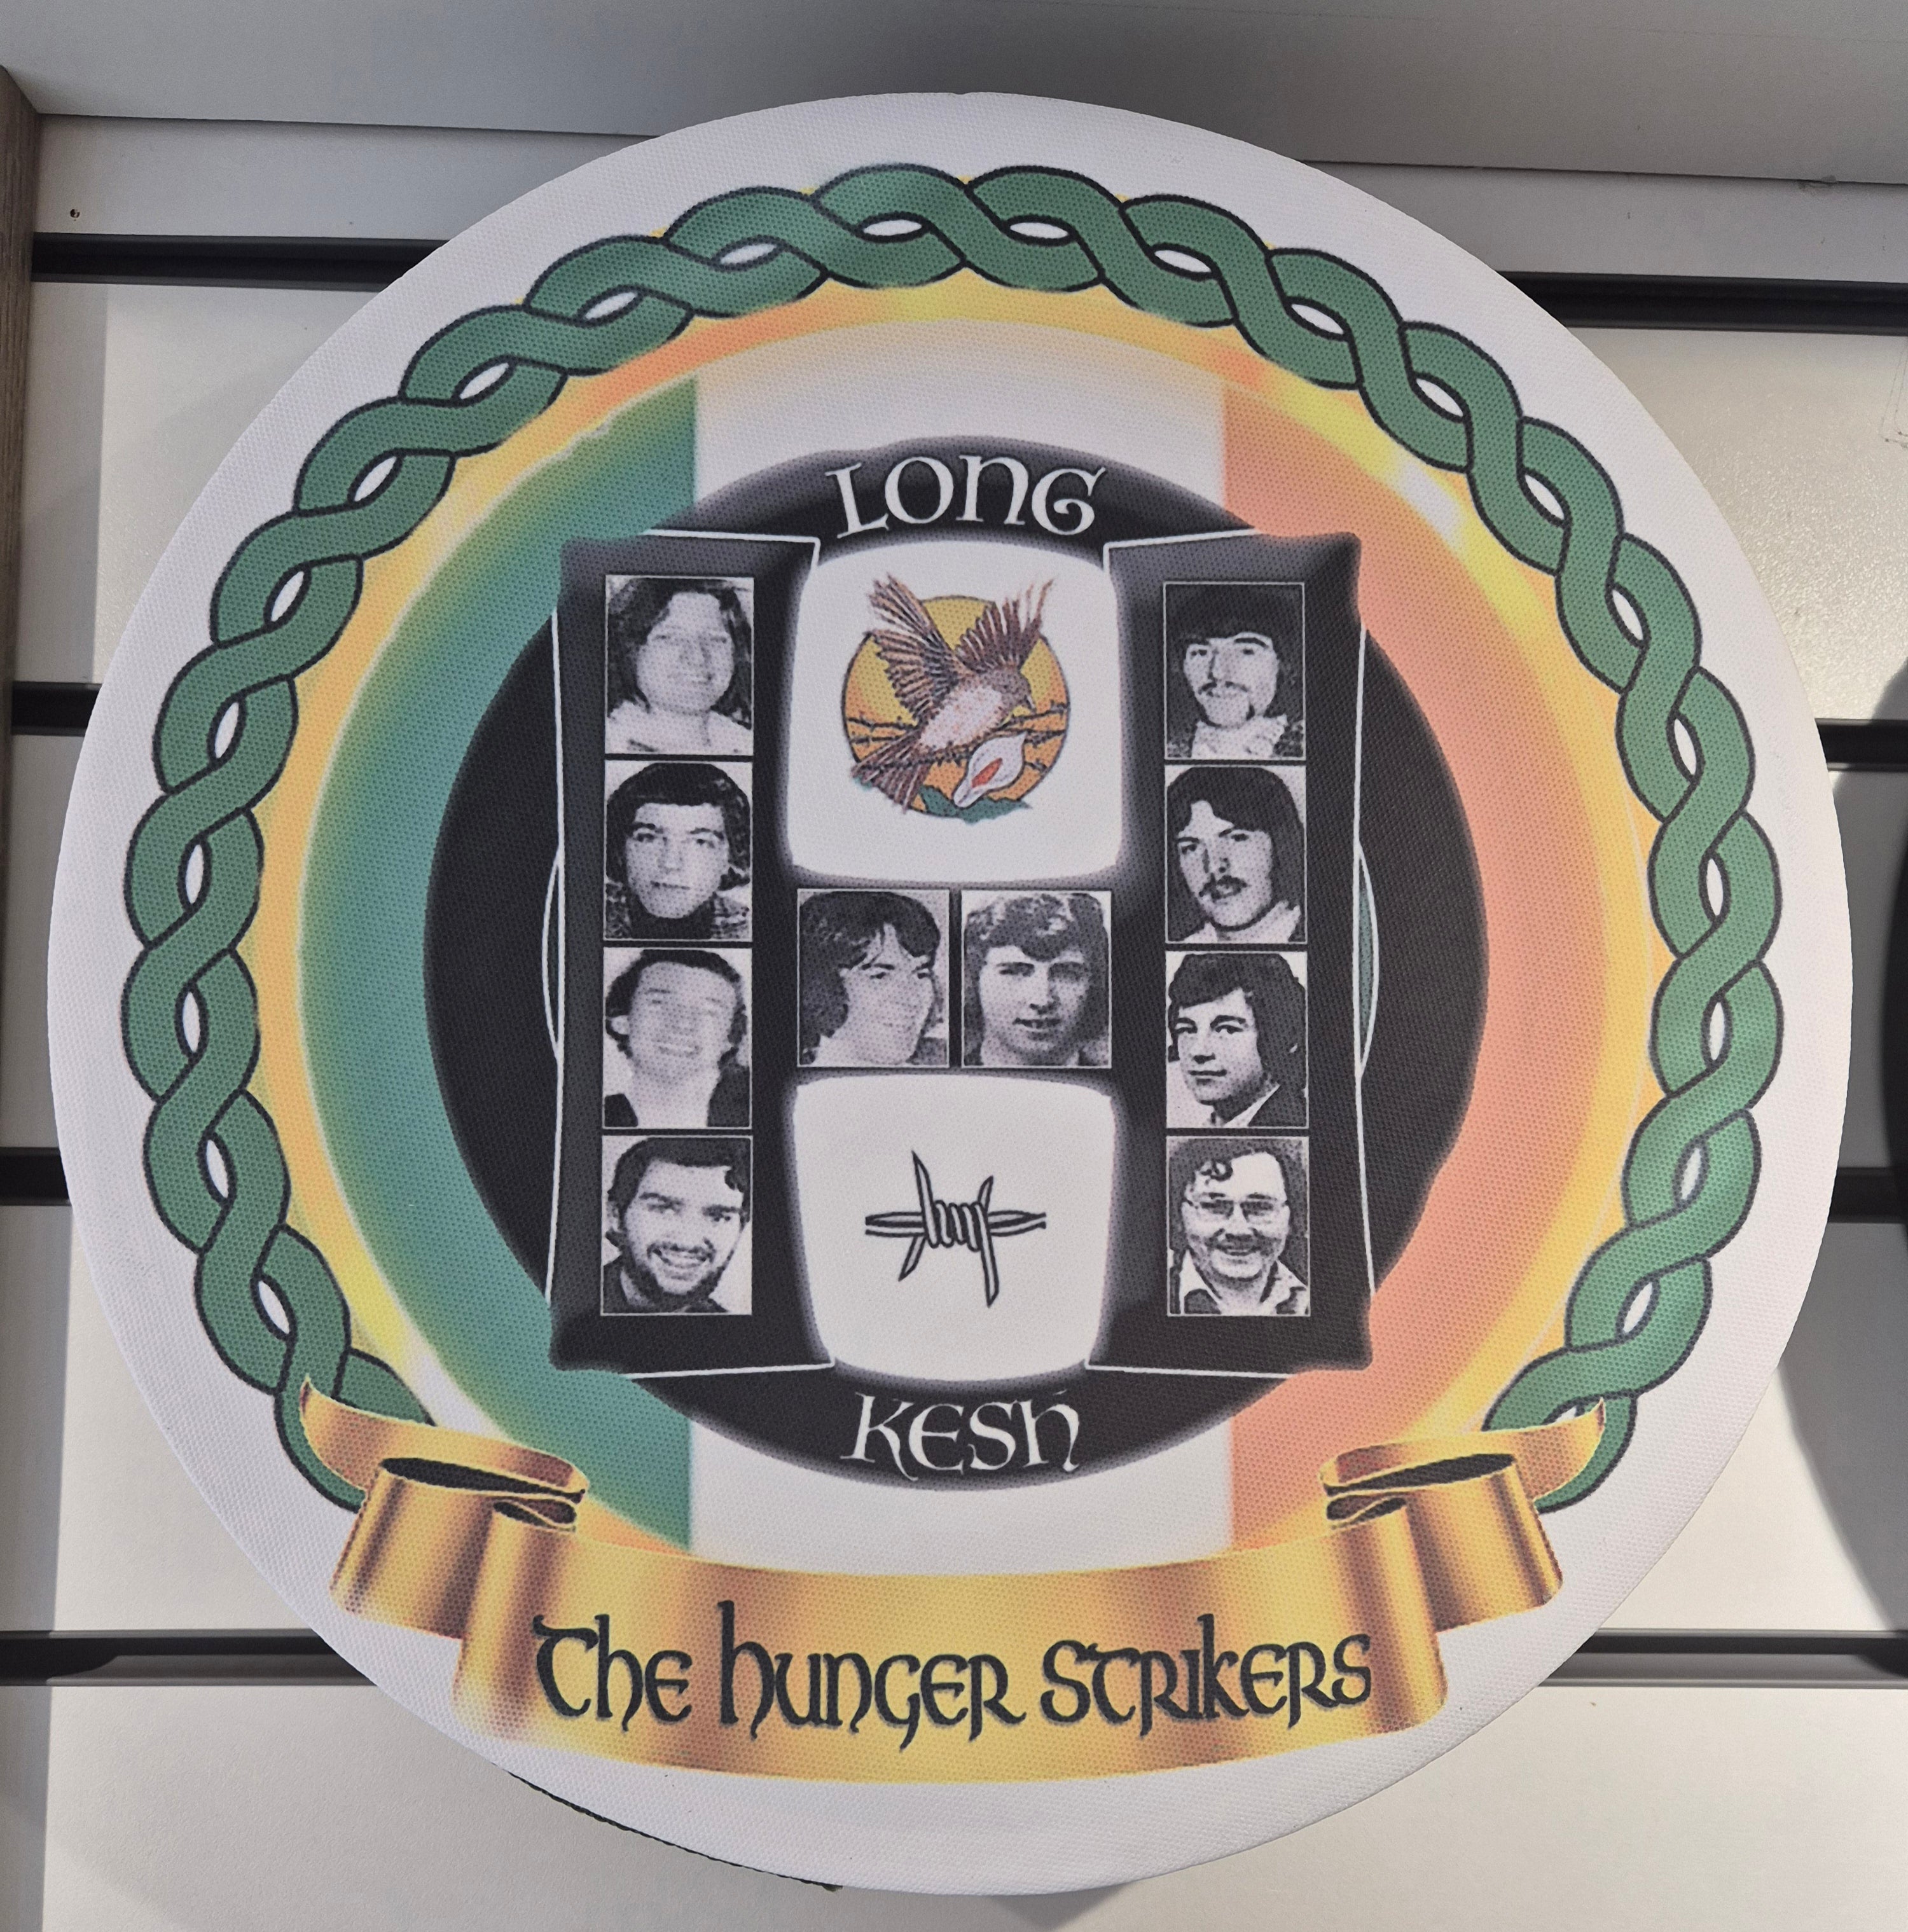 LONG
KESH
The hunger strikers